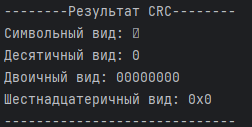 --------Результат CRC--------
Символьный вид: 
Десятичный вид: 0
Двоичный вид: 00000000
Шестнадцатеричный вид: 0x0
-----------------------------